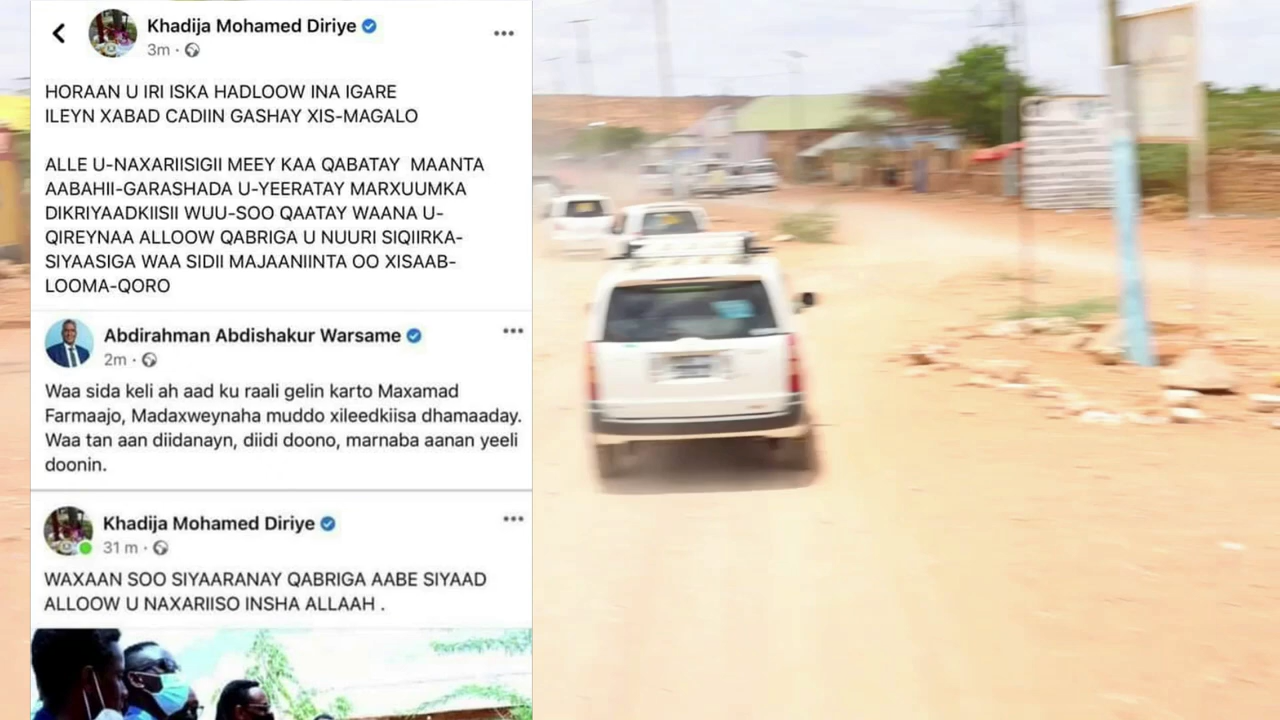 Khadija Mohamed Diriye
3m ·
HORAAN U IRI ISKA HADLOOW INA IGARE
ILEYN XABAD CADIIN GASHAY XIS-MAGALO
ALLE U-NAXARIISIGII MEEY KAA QABATAY MAANTA
AABAHII-GARASHADA U-YEERATAY MARXUUMKA
DIKRIYAADKIISII WUU-SOO QAATAY WAANA U-
QIREYNAA ALLOOW QABRIGA U NUURI SIQIIRKA-
SIYAASIGA WAA SIDII MAJAANIINTA OO XISAAB-
LOOMA-QORO
Abdirahman Abdishakur Warsame
2m ·
Waa sida keli ah aad ku raali gelin karto Maxamad
Farmaajo, Madaxweynaha muddo xileedkiisa dhamaaday.
Waa tan aan diidanayn, diidi doono, marnaba aanan yeeli
doonin.
Khadija Mohamed Diriye
31 m ·
WAXAAN SOO SIYAARANAY QABRIGA AABE SIYAAD
ALLOOW U NAXARIISO INSHA ALLAAH .